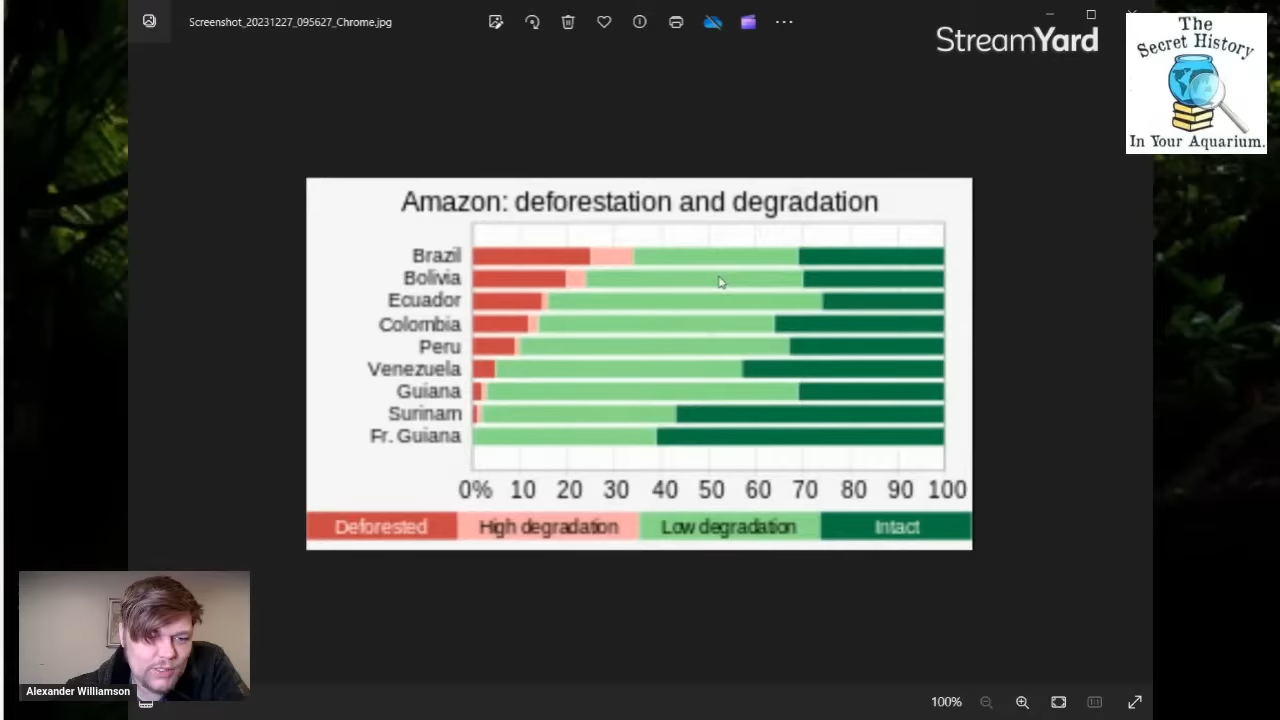 Screenshot_20231227_095627_Chrome.jpg
StreamYard
The
Secret History
In Your Aquarium.
Amazon: deforestation and degradation
Brazil
Bolivia
Ecuador
Colombia
Peru
Venezuela
Guiana
Surinam
Fr. Guiana
0% 10 20 30 40 50 60 70 80 90 100
Deforested High degradation Low degradation Intact
Alexander Williamson
100%